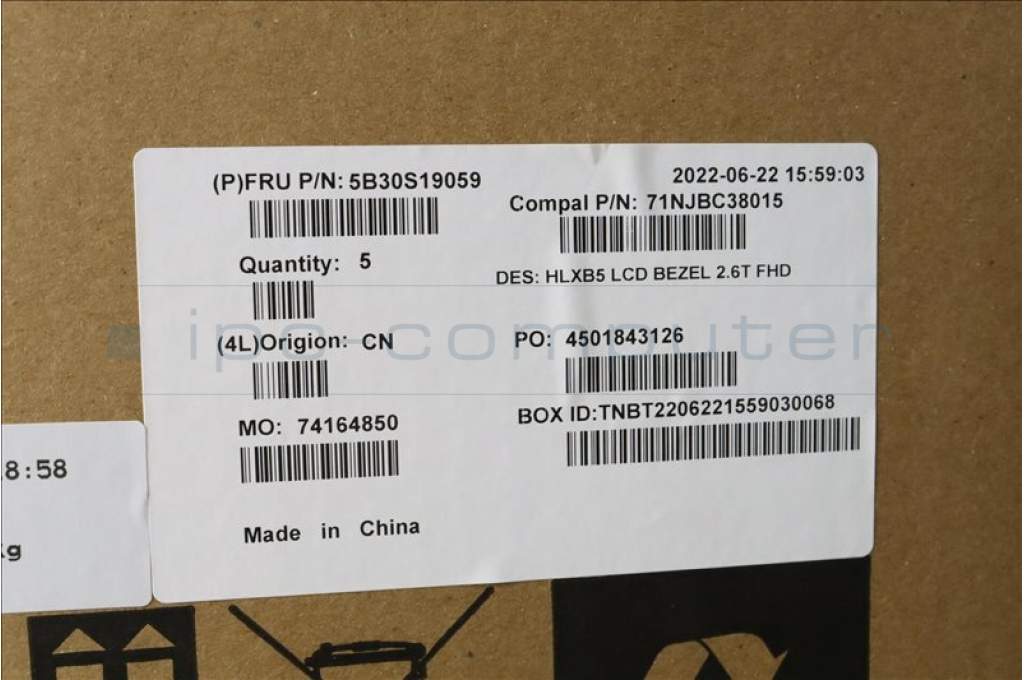 (P)FRU P/N: 5B30S19059
2022-06-22 15:59:03
Compal P/N: 71NJBC38015
Quantity: 5
DES: HLXB5 LCD BEZEL 2.6T FHD
ipc-computer
(4L)Origion: CN
PO: 4501843126
MO: 74164850
BOX ID:TNBT2206221559030068
8:58
Made in China